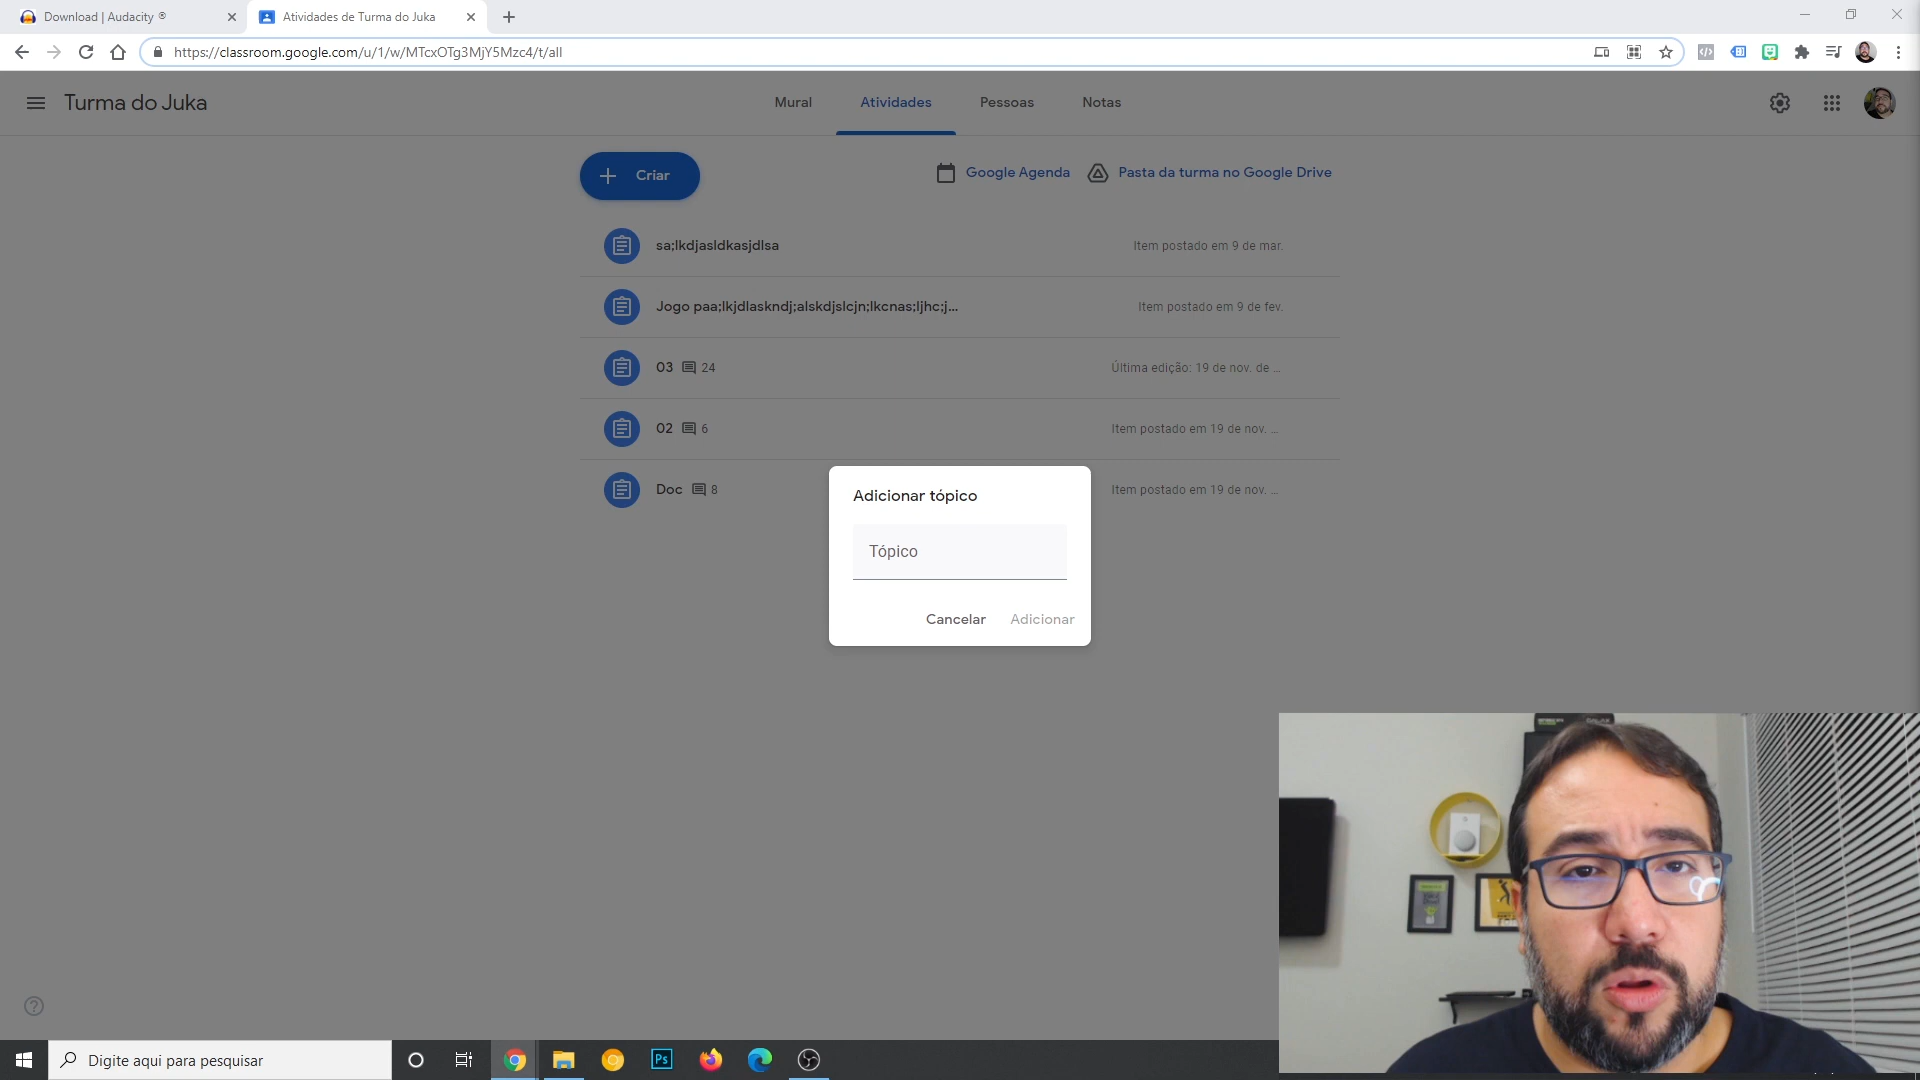 Download | Audacity ®
Atividades de Turma do Juka
https://classroom.google.com/u/1/w/MTcxOTg3MjY5Mzc4/t/all
Turma do Juka
Mural
Atividades
Pessoas
Notas
Criar
Google Agenda
Pasta da turma no Google Drive
sa;lkdjasldkasjdlsa
Item postado em 9 de mar.
Jogo paa;lkjdlaskndj;alskdjslcjn;lkcnas;ljhc;j...
Item postado em 9 de fev.
03 24
Última edição: 19 de nov. de ...
02 6
Item postado em 19 de nov. ...
Doc 8
Item postado em 19 de nov. ...
Adicionar tópico
Tópico
Cancelar
Adicionar
Digite aqui para pesquisar
Ps